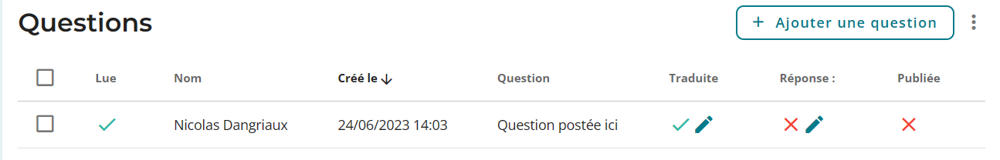 Questions
+ Ajouter une question
Lue Nom Créé le Question Traduite Réponse : Publiée
Nicolas Dangriaux 24/06/2023 14:03 Question postée ici